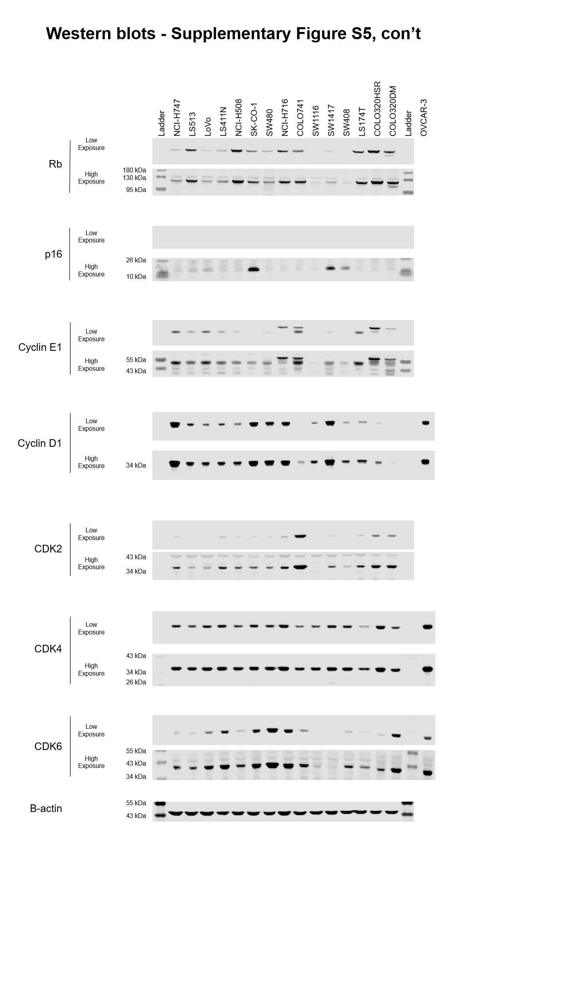 Western blots - Supplementary Figure S5, con’t
Ladder
NCI-H747
LS513
LoVo
LS411N
NCI-H508
SK-CO-1
SW480
NCI-H716
COLO741
SW1116
SW1417
SW408
LS174T
COLO320HSR
COLO320DM
Ladder
OVCAR-3
Rb
Low
Exposure
High
Exposure
180 kDa
130 kDa
95 kDa
p16
Low
Exposure
High
Exposure
26 kDa
10 kDa
Cyclin E1
Low
Exposure
High
Exposure
55 kDa
43 kDa
Cyclin D1
Low
Exposure
High
Exposure
34 kDa
CDK2
Low
Exposure
High
Exposure
43 kDa
34 kDa
CDK4
Low
Exposure
High
Exposure
43 kDa
34 kDa
26 kDa
CDK6
Low
Exposure
High
Exposure
55 kDa
43 kDa
34 kDa
B-actin
55 kDa
43 kDa